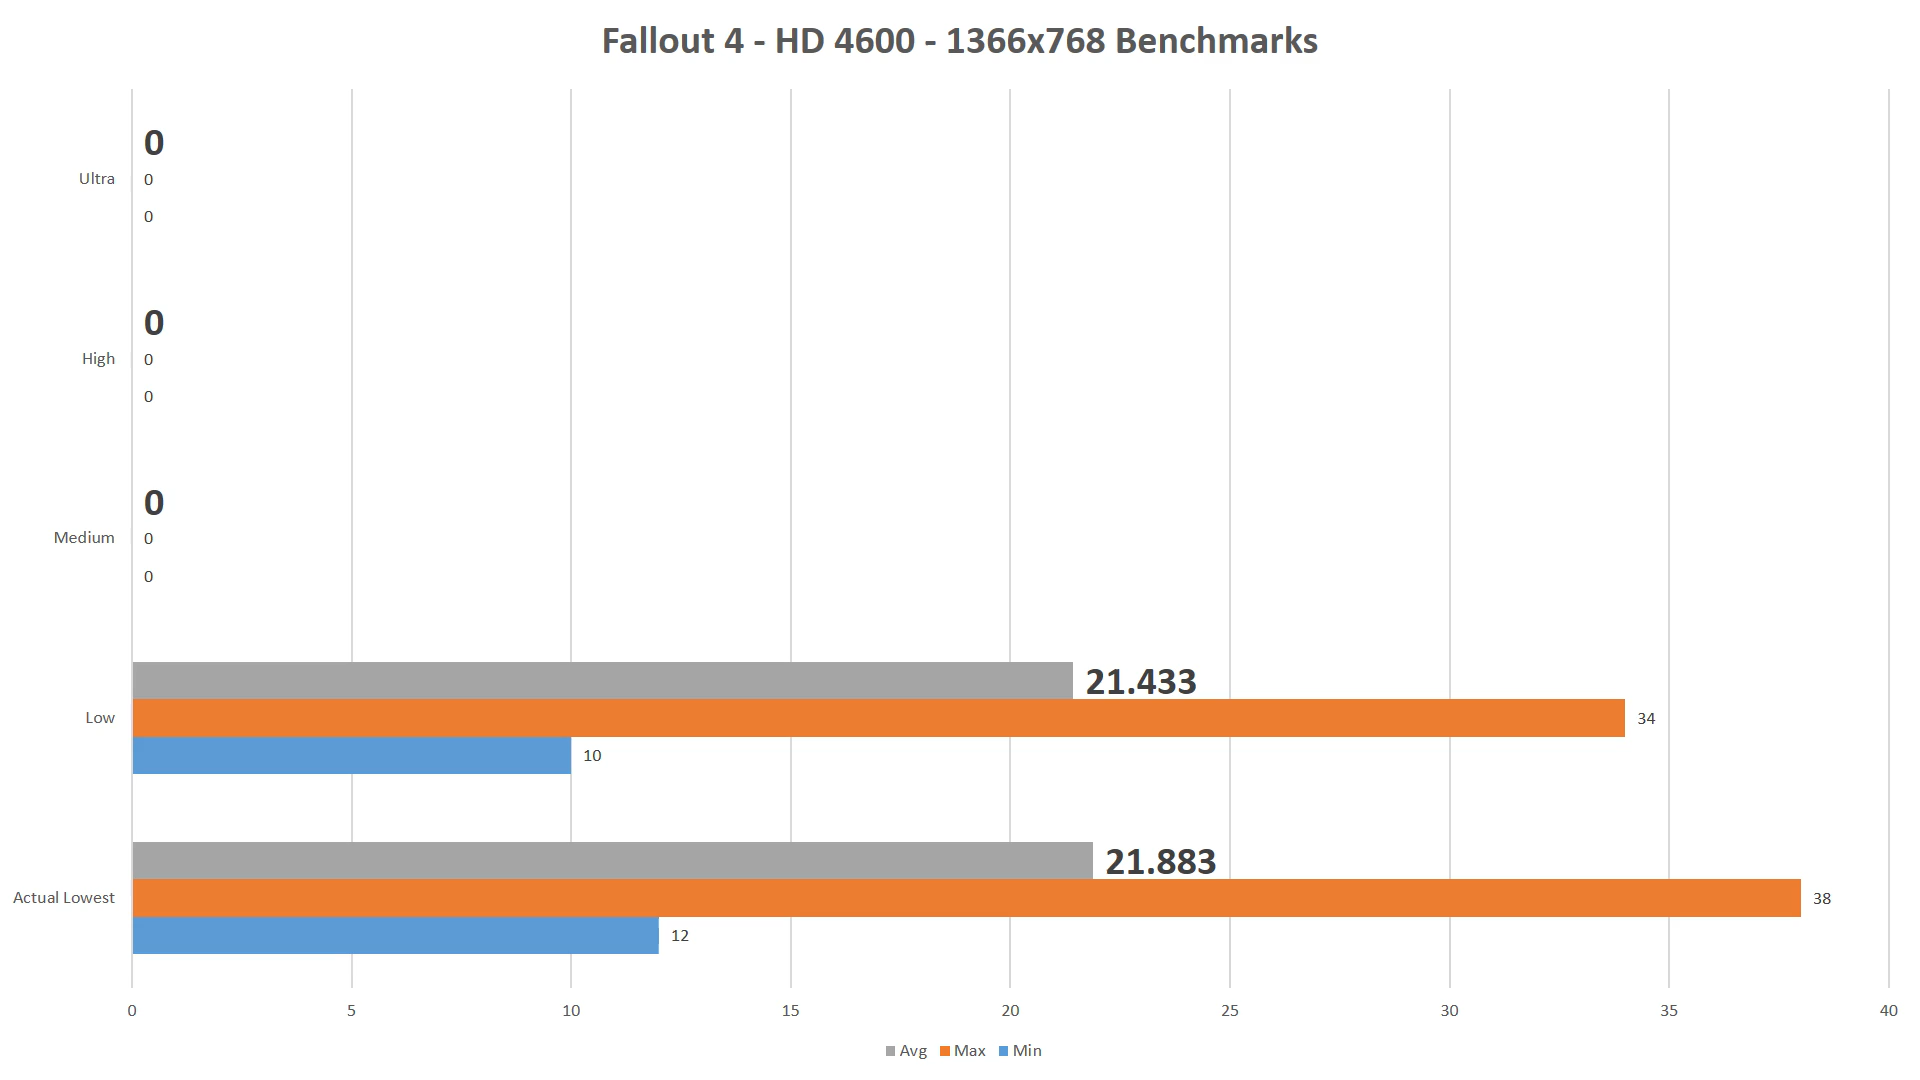 Fallout 4 - HD 4600 - 1366x768 Benchmarks
0
Ultra 0
0
0
High 0
0
0
Medium 0
0
21.433
Low 34
10
21.883
Actual Lowest 38
12
0 5 10 15 20 25 30 35 40
Avg Max Min